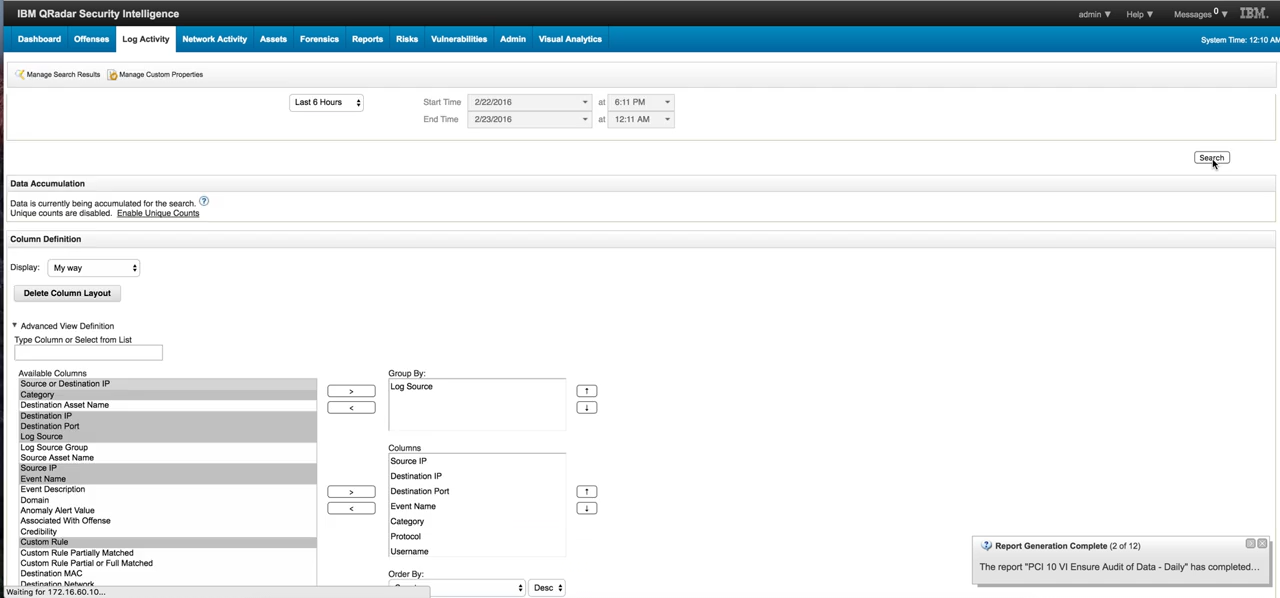 IBM QRadar Security Intelligence
admin ▼ Help ▼ Messages 0 ▼ IBM.
Dashboard Offenses Log Activity Network Activity Assets Forensics Reports Risks Vulnerabilities Admin Visual Analytics System Time: 12:10 AM
Manage Search Results Manage Custom Properties
Last 6 Hours Start Time 2/22/2016 at 6:11 PM
End Time 2/23/2016 at 12:11 AM
Search
Data Accumulation
Data is currently being accumulated for the search. ?
Unique counts are disabled. Enable Unique Counts
Column Definition
Display: My way
Delete Column Layout
Advanced View Definition
Type Column or Select from List
Available Columns
Source or Destination IP
Category
Destination Asset Name
Destination IP
Destination Port
Log Source
Log Source Group
Source Asset Name
Source IP
Event Name
Event Description
Domain
Anomaly Alert Value
Associated With Offense
Credibility
Custom Rule
Custom Rule Partially Matched
Custom Rule Partial or Full Matched
Destination MAC
Destination Network
>
<
>
<
Group By:
Log Source
↑
↓
Columns
Source IP
Destination IP
Destination Port
Event Name
Category
Protocol
Username
↑
↓
Order By:
Desc
Report Generation Complete (2 of 12)
The report "PCI 10 VI Ensure Audit of Data - Daily" has completed...
Waiting for 172.16.60.10...